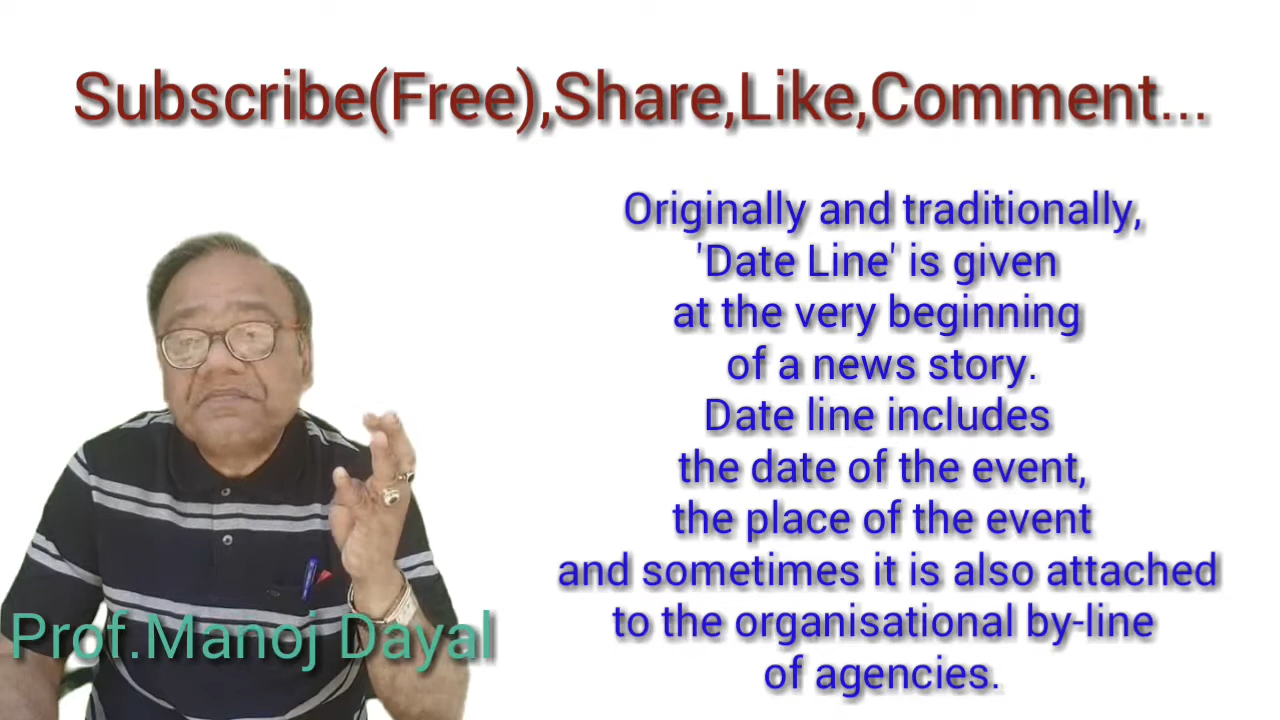 Subscribe(Free),Share,Like,Comment...
Originally and traditionally,
'Date Line' is given
at the very beginning
of a news story.
Date line includes
the date of the event,
the place of the event
and sometimes it is also attached
to the organisational by-line
of agencies.
Prof.Manoj Dayal